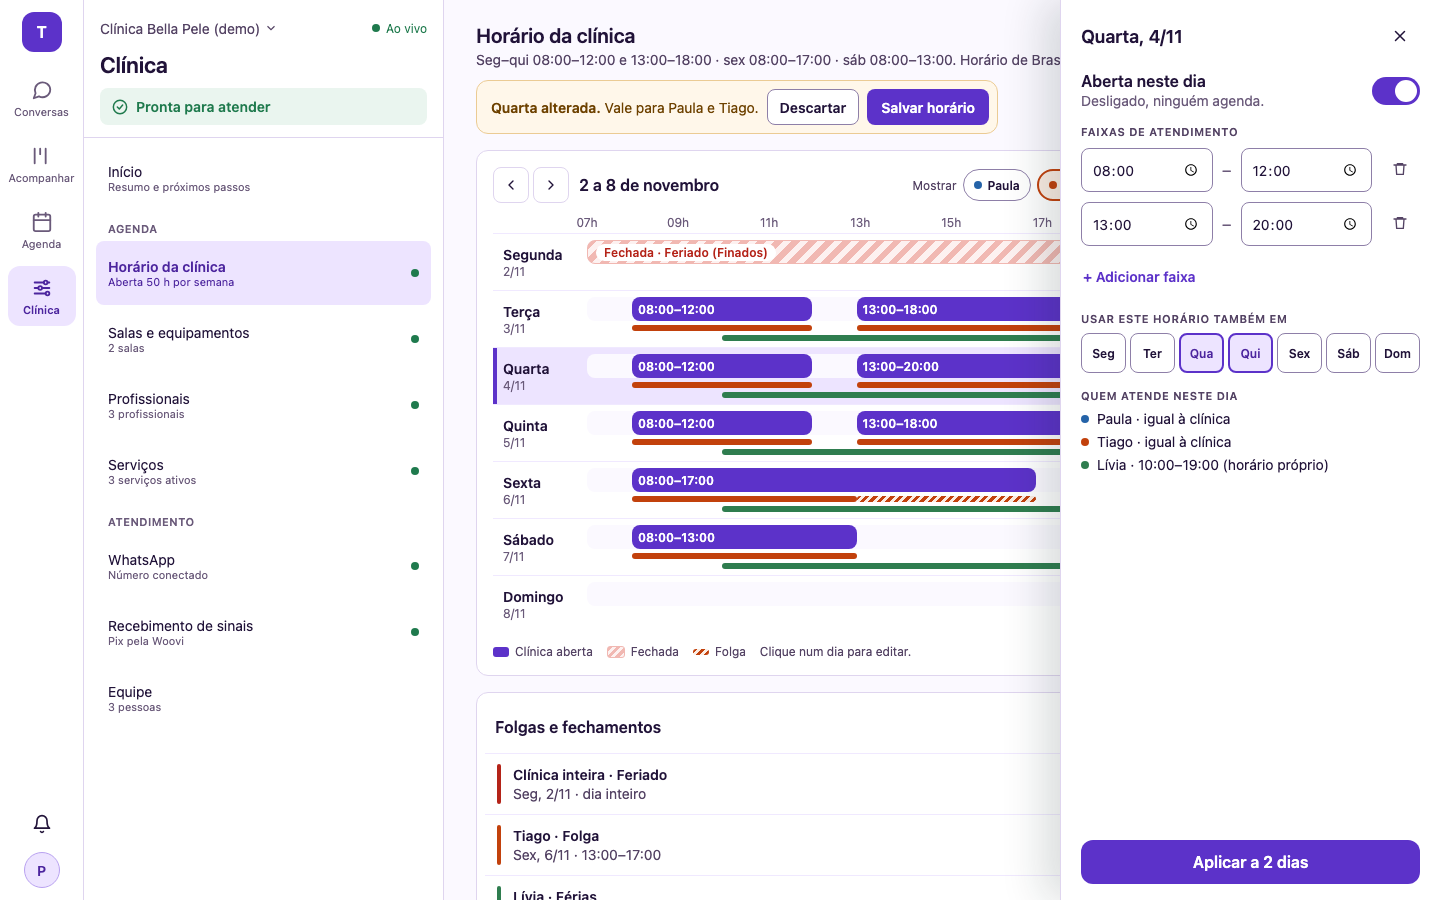 T
Conversas
Acompanhar
Agenda
Clínica
P
Clínica Bella Pele (demo)
Ao vivo
Clínica
Pronta para atender
Início
Resumo e próximos passos
AGENDA
Horário da clínica
Aberta 50 h por semana
Salas e equipamentos
2 salas
Profissionais
3 profissionais
Serviços
3 serviços ativos
ATENDIMENTO
WhatsApp
Número conectado
Recebimento de sinais
Pix pela Woovi
Equipe
3 pessoas
Horário da clínica
Seg–qui 08:00–12:00 e 13:00–18:00 · sex 08:00–17:00 · sáb 08:00–13:00. Horário de Bras
Quarta alterada. Vale para Paula e Tiago.
Descartar
Salvar horário
2 a 8 de novembro
Mostrar
Paula
07h 09h 11h 13h 15h 17h
Segunda
2/11
Fechada · Feriado (Finados)
Terça
3/11
08:00–12:00
13:00–18:00
Quarta
4/11
08:00–12:00
13:00–20:00
Quinta
5/11
08:00–12:00
13:00–18:00
Sexta
6/11
08:00–17:00
Sábado
7/11
08:00–13:00
Domingo
8/11
Clínica aberta
Fechada
Folga
Clique num dia para editar.
Folgas e fechamentos
Clínica inteira · Feriado
Seg, 2/11 · dia inteiro
Tiago · Folga
Sex, 6/11 · 13:00–17:00
Lívia · Férias
Quarta, 4/11
Aberta neste dia
Desligado, ninguém agenda.
FAIXAS DE ATENDIMENTO
08:00 – 12:00
13:00 – 20:00
+ Adicionar faixa
USAR ESTE HORÁRIO TAMBÉM EM
Seg Ter Qua Qui Sex Sáb Dom
QUEM ATENDE NESTE DIA
Paula · igual à clínica
Tiago · igual à clínica
Lívia · 10:00–19:00 (horário próprio)
Aplicar a 2 dias